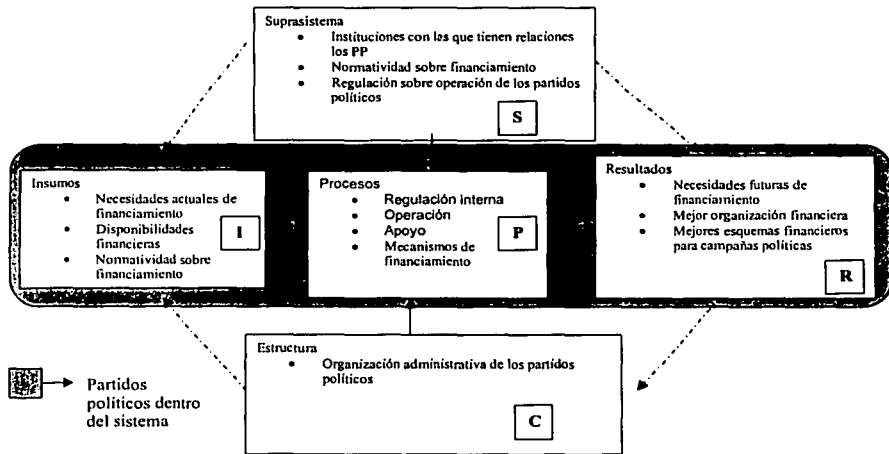 Suprasistema
• Instituciones con las que tienen relaciones
los PP
• Normatividad sobre financiamiento
• Regulación sobre operación de los partidos
políticos
S
Insumos
• Necesidades actuales de
financiamiento
• Disponibilidades
financieras
• Normatividad sobre
financiamiento
I
Procesos
• Regulación interna
• Operación
• Apoyo
• Mecanismos de
financiamiento
P
Resultados
• Necesidades futuras de
financiamiento
• Mejor organización financiera
• Mejores esquemas financieros
para campañas políticas
R
Estructura
• Organización administrativa de los partidos
políticos
C
Partidos
políticos dentro
del sistema